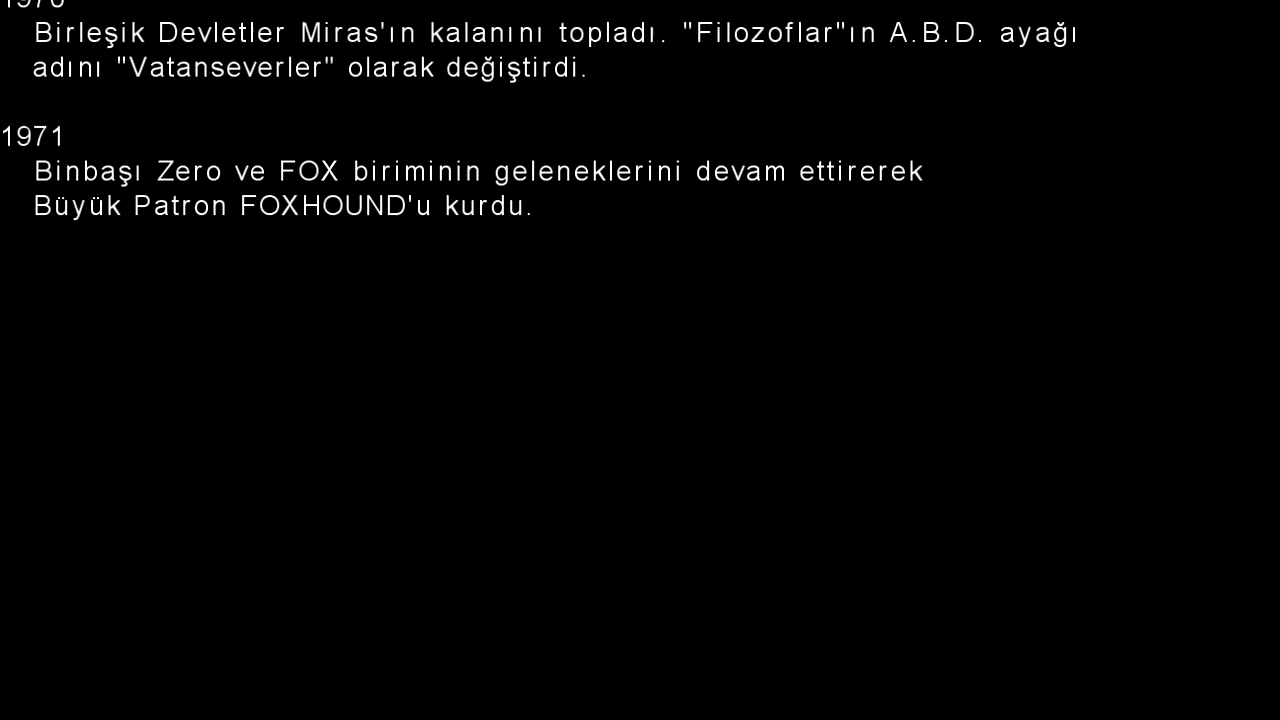 1970
Birleşik Devletler Miras'ın kalanını topladı. "Filozoflar"ın A.B.D. ayağı
adını "Vatanseverler" olarak değiştirdi.
1971
Binbaşı Zero ve FOX biriminin geleneklerini devam ettirerek
Büyük Patron FOXHOUND'u kurdu.